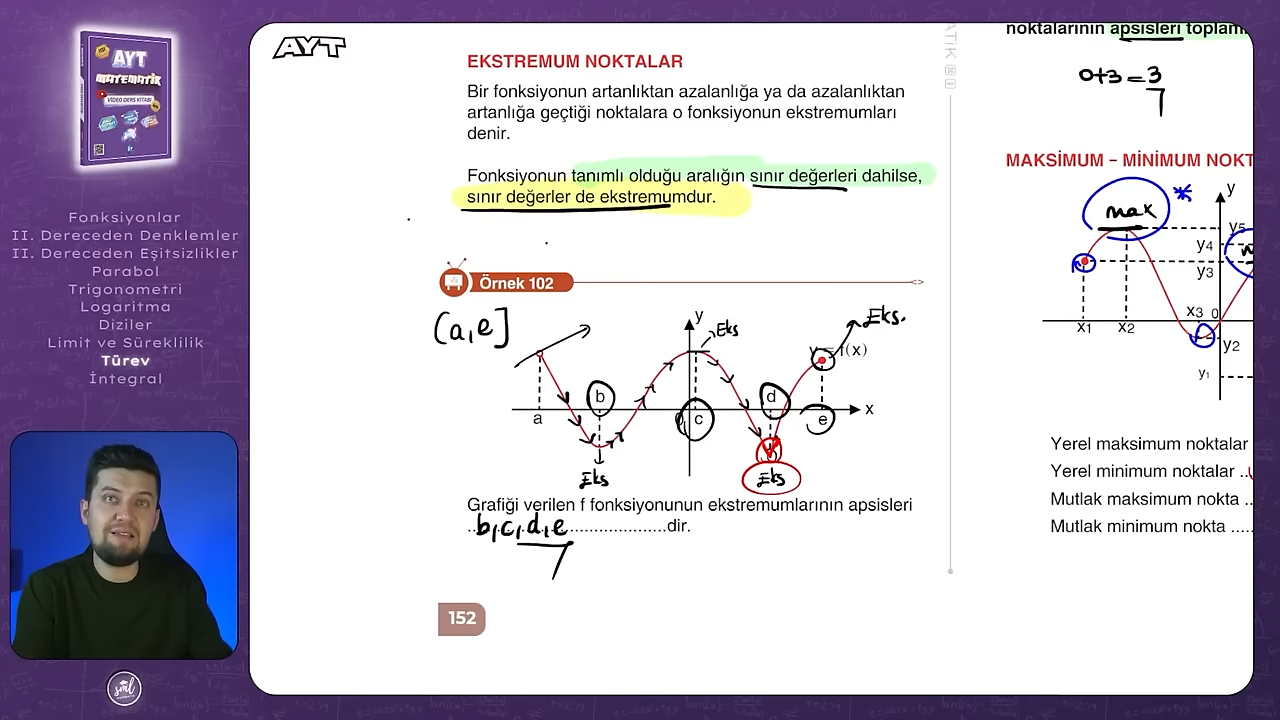 AYT
AYT
MATEMATİK
VİDEO DERS KİTABI
Fonksiyonlar
II. Dereceden Denklemler
II. Dereceden Eşitsizlikler
Parabol
Trigonometri
Logaritma
Diziler
Limit ve Süreklilik
Türev
İntegral
sml
EKSTREMUM NOKTALAR
Bir fonksiyonun artanlıktan azalanlığa ya da azalanlıktan
artanlığa geçtiği noktalara o fonksiyonun ekstremumları
denir.
Fonksiyonun tanımlı olduğu aralığın sınır değerleri dahilse,
sınır değerler de ekstremumdur.
Örnek 102
(a,e]
y
Eks
Eks.
y = f(x)
a
b
0
c
d
e
x
Eks
Eks
Grafiği verilen f fonksiyonunun ekstremumlarının apsisleri
b,c,d,e dir.
152
noktalarının apsisleri toplam
0+3=3
MAKSİMUM – MİNİMUM NOKT
max
*
y
y5
y4
y3
x1
x2
x3
0
y2
y1
Yerel maksimum noktalar
Yerel minimum noktalar ..
Mutlak maksimum nokta ..
Mutlak minimum nokta .....